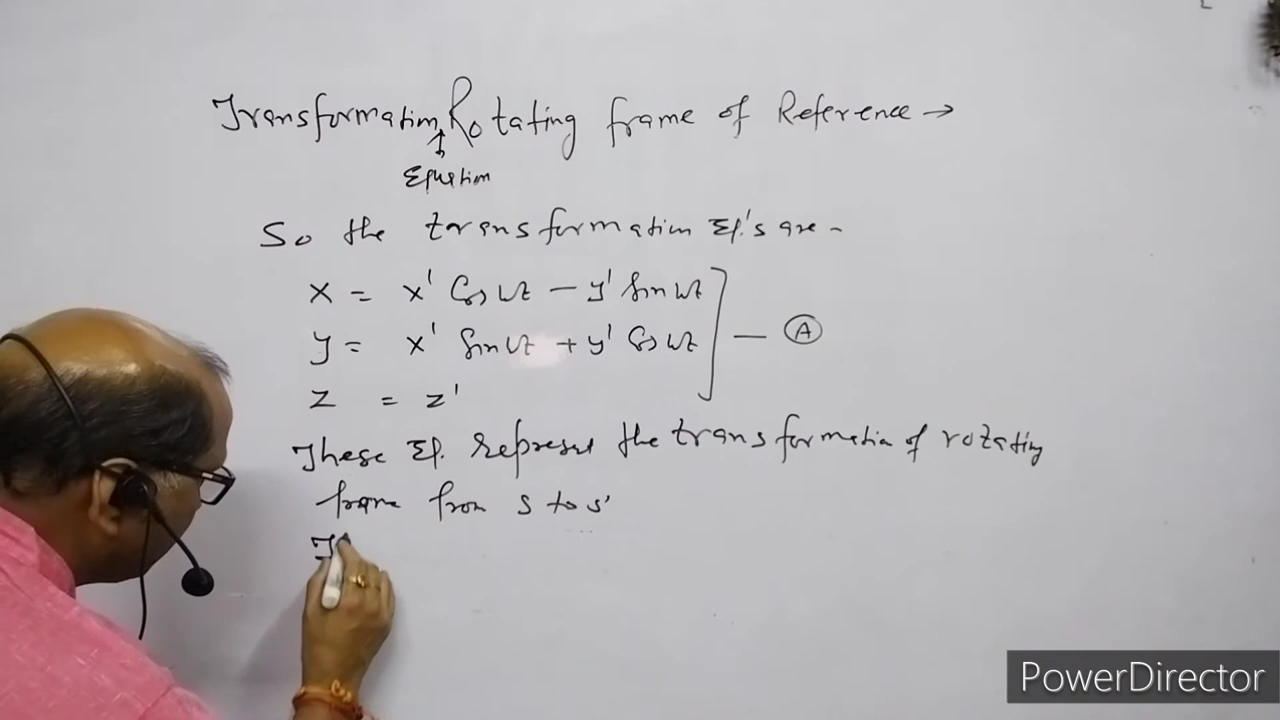 Transformation Rotating frame of Reference →
Equation
So the transformation Eq's are -
x = x' Cos ωt - y' Sin ωt
y = x' Sin ωt + y' Cos ωt — (A)
z = z'
These Eq. represent the transformation of rotating
frame from S to S'
PowerDirector